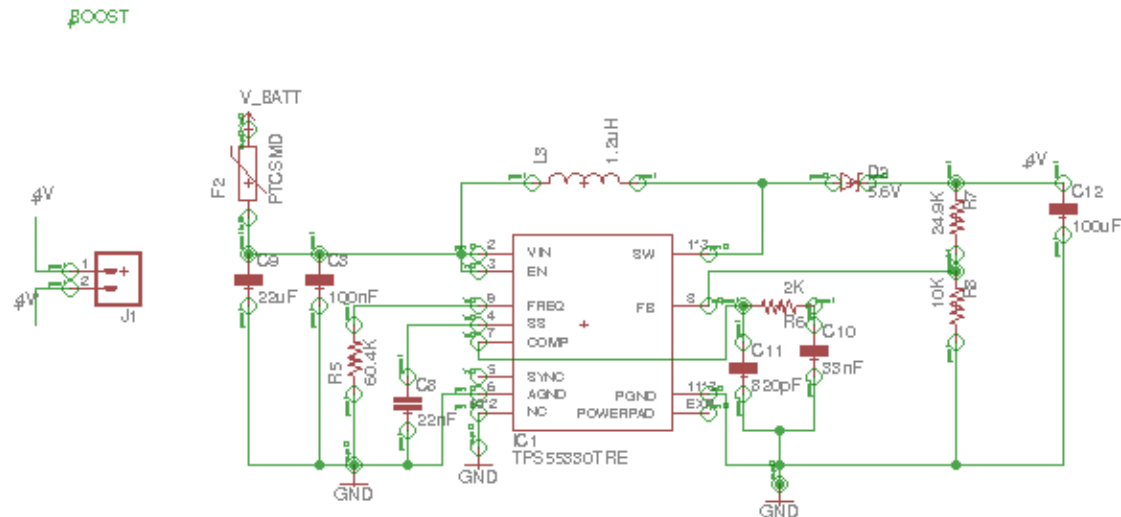 BOOST
V_BATT
F2
PTCSMD
L3
1.2uH
D2
5.6V
4V
4V
4V
C12
100uF
R7
24.9K
R8
10K
1
2
+
J1
C9
22uF
C3
100nF
2
VIN
3
EN
FREQ
4
SS
7
COMP
5
SYNC
6
AGND
NC
SW
8
FB
PGND
POWERPAD
IC1
TPS55330TRE
2K
R6
C10
33nF
C11
820pF
R5
60.4K
C8
22nF
GND
GND
GND